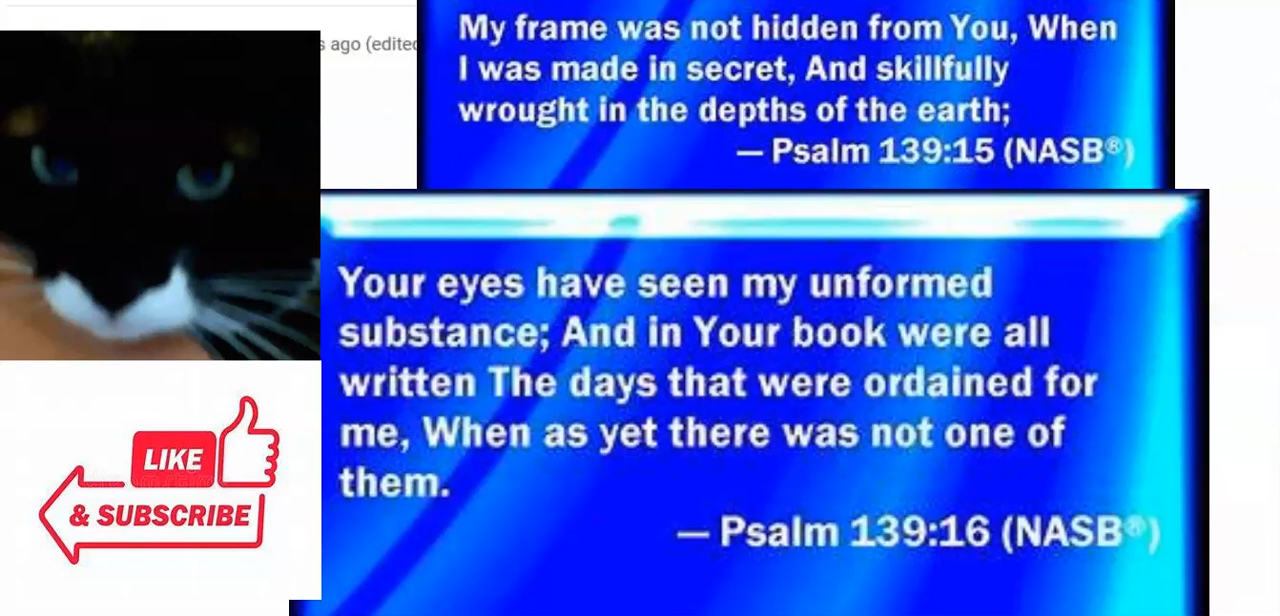 s ago (edited
My frame was not hidden from You, When
I was made in secret, And skillfully
wrought in the depths of the earth;
— Psalm 139:15 (NASB®)
Your eyes have seen my unformed
substance; And in Your book were all
written The days that were ordained for
me, When as yet there was not one of
them.
— Psalm 139:16 (NASB®)
LIKE
& SUBSCRIBE